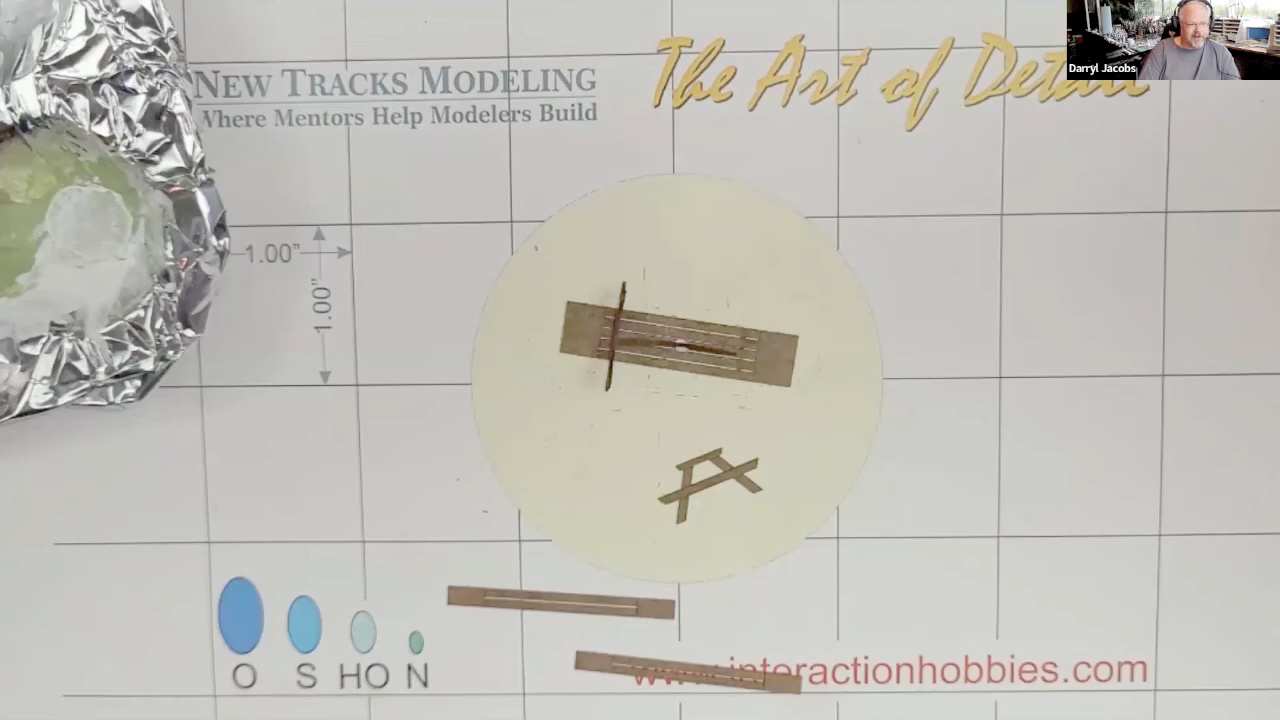 NEW TRACKS MODELING
Where Mentors Help Modelers Build
The Art of Detail
Darryl Jacobs
1.00"
1.00"
O S HO N
www.interactionhobbies.com